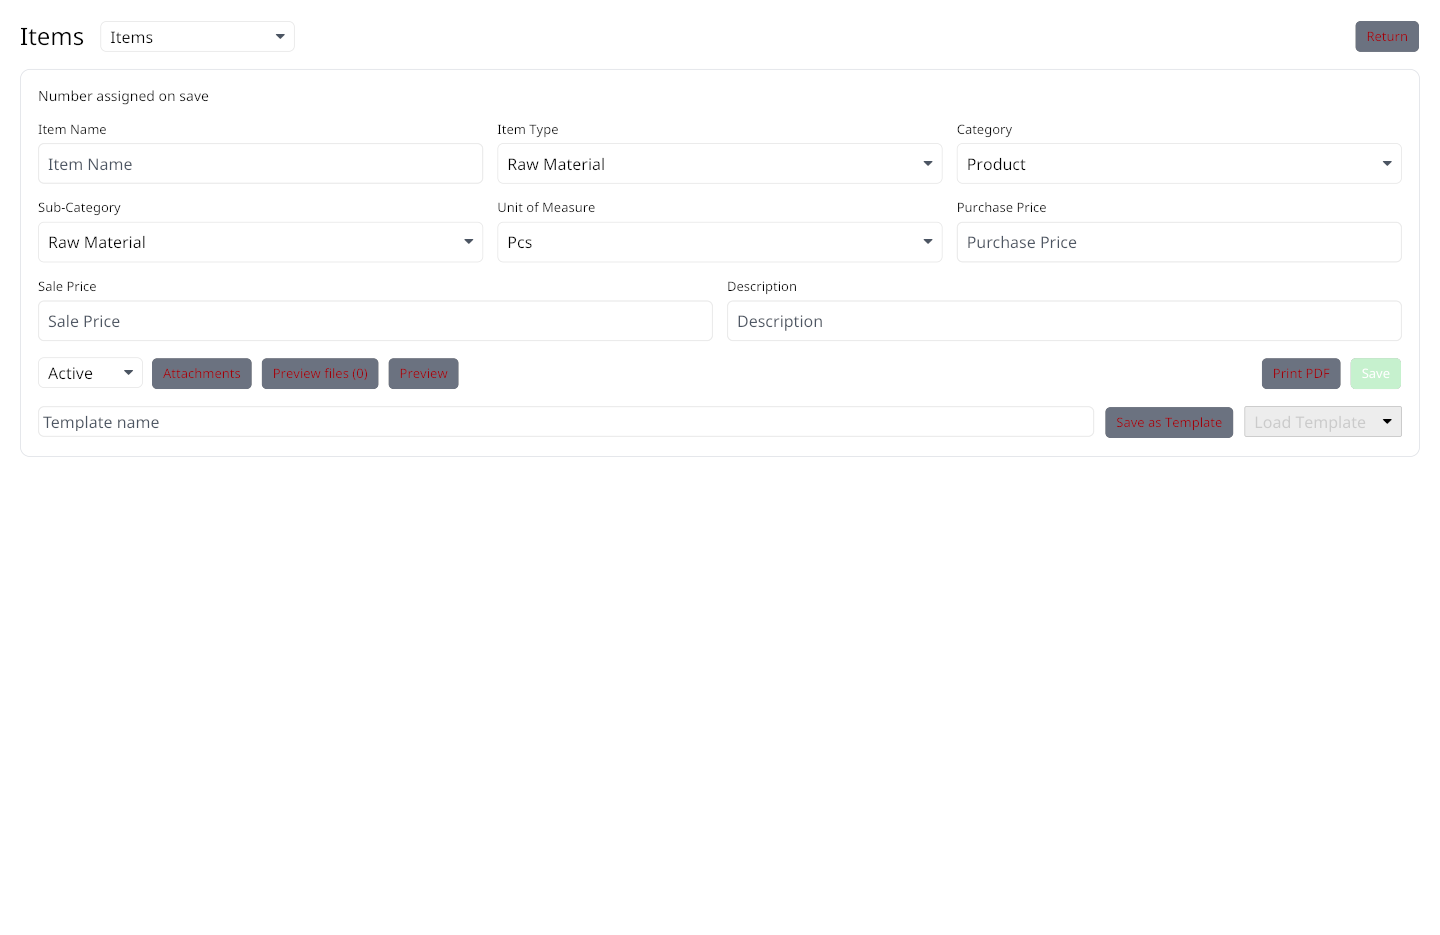 Items Items Return
Number assigned on save
Item Name Item Type Category
Item Name Raw Material Product
Sub-Category Unit of Measure Purchase Price
Raw Material Pcs Purchase Price
Sale Price Description
Sale Price Description
Active Attachments Preview files (0) Preview Print PDF Save
Template name Save as Template Load Template